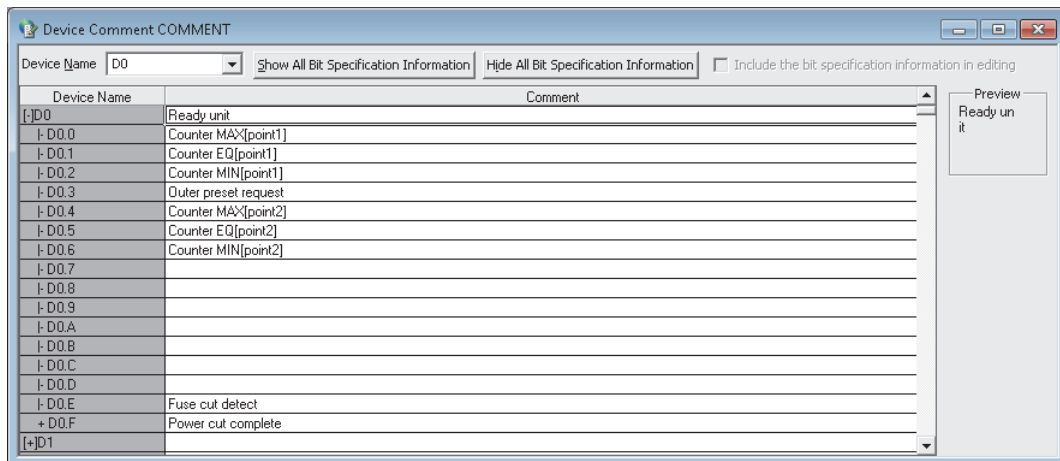 Device Comment COMMENT
Device Name D0 Show All Bit Specification Information Hide All Bit Specification Information Include the bit specification information in editing
Device Name Comment
[-]D0 Ready unit
|- D0.0 Counter MAX[point1]
|- D0.1 Counter EQ[point1]
|- D0.2 Counter MIN[point1]
|- D0.3 Outer preset request
|- D0.4 Counter MAX[point2]
|- D0.5 Counter EQ[point2]
|- D0.6 Counter MIN[point2]
|- D0.7
|- D0.8
|- D0.9
|- D0.A
|- D0.B
|- D0.C
|- D0.D
|- D0.E Fuse cut detect
+ D0.F Power cut complete
[+]D1
Preview
Ready un
it